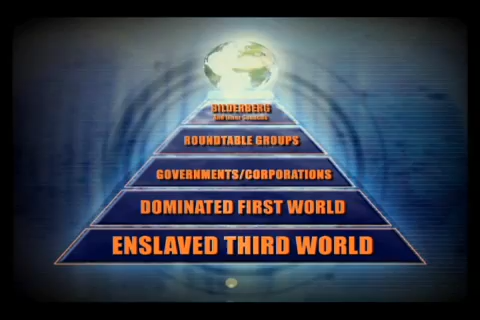 BILDERBERG
ROUNDTABLE GROUPS
GOVERNMENTS/CORPORATIONS
DOMINATED FIRST WORLD
ENSLAVED THIRD WORLD